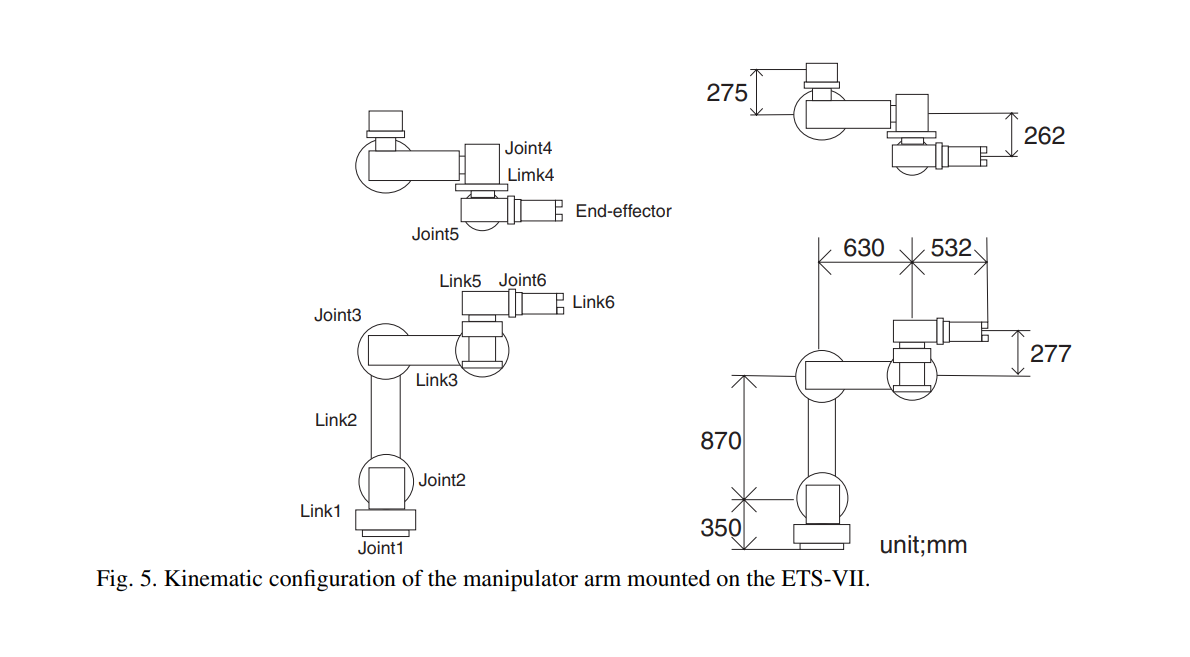 Joint4
Limk4
End-effector
Joint5
Link5 Joint6
Link6
Joint3
Link3
Link2
Joint2
Link1
Joint1
275
262
630 532
277
870
350
unit;mm
Fig. 5. Kinematic configuration of the manipulator arm mounted on the ETS-VII.